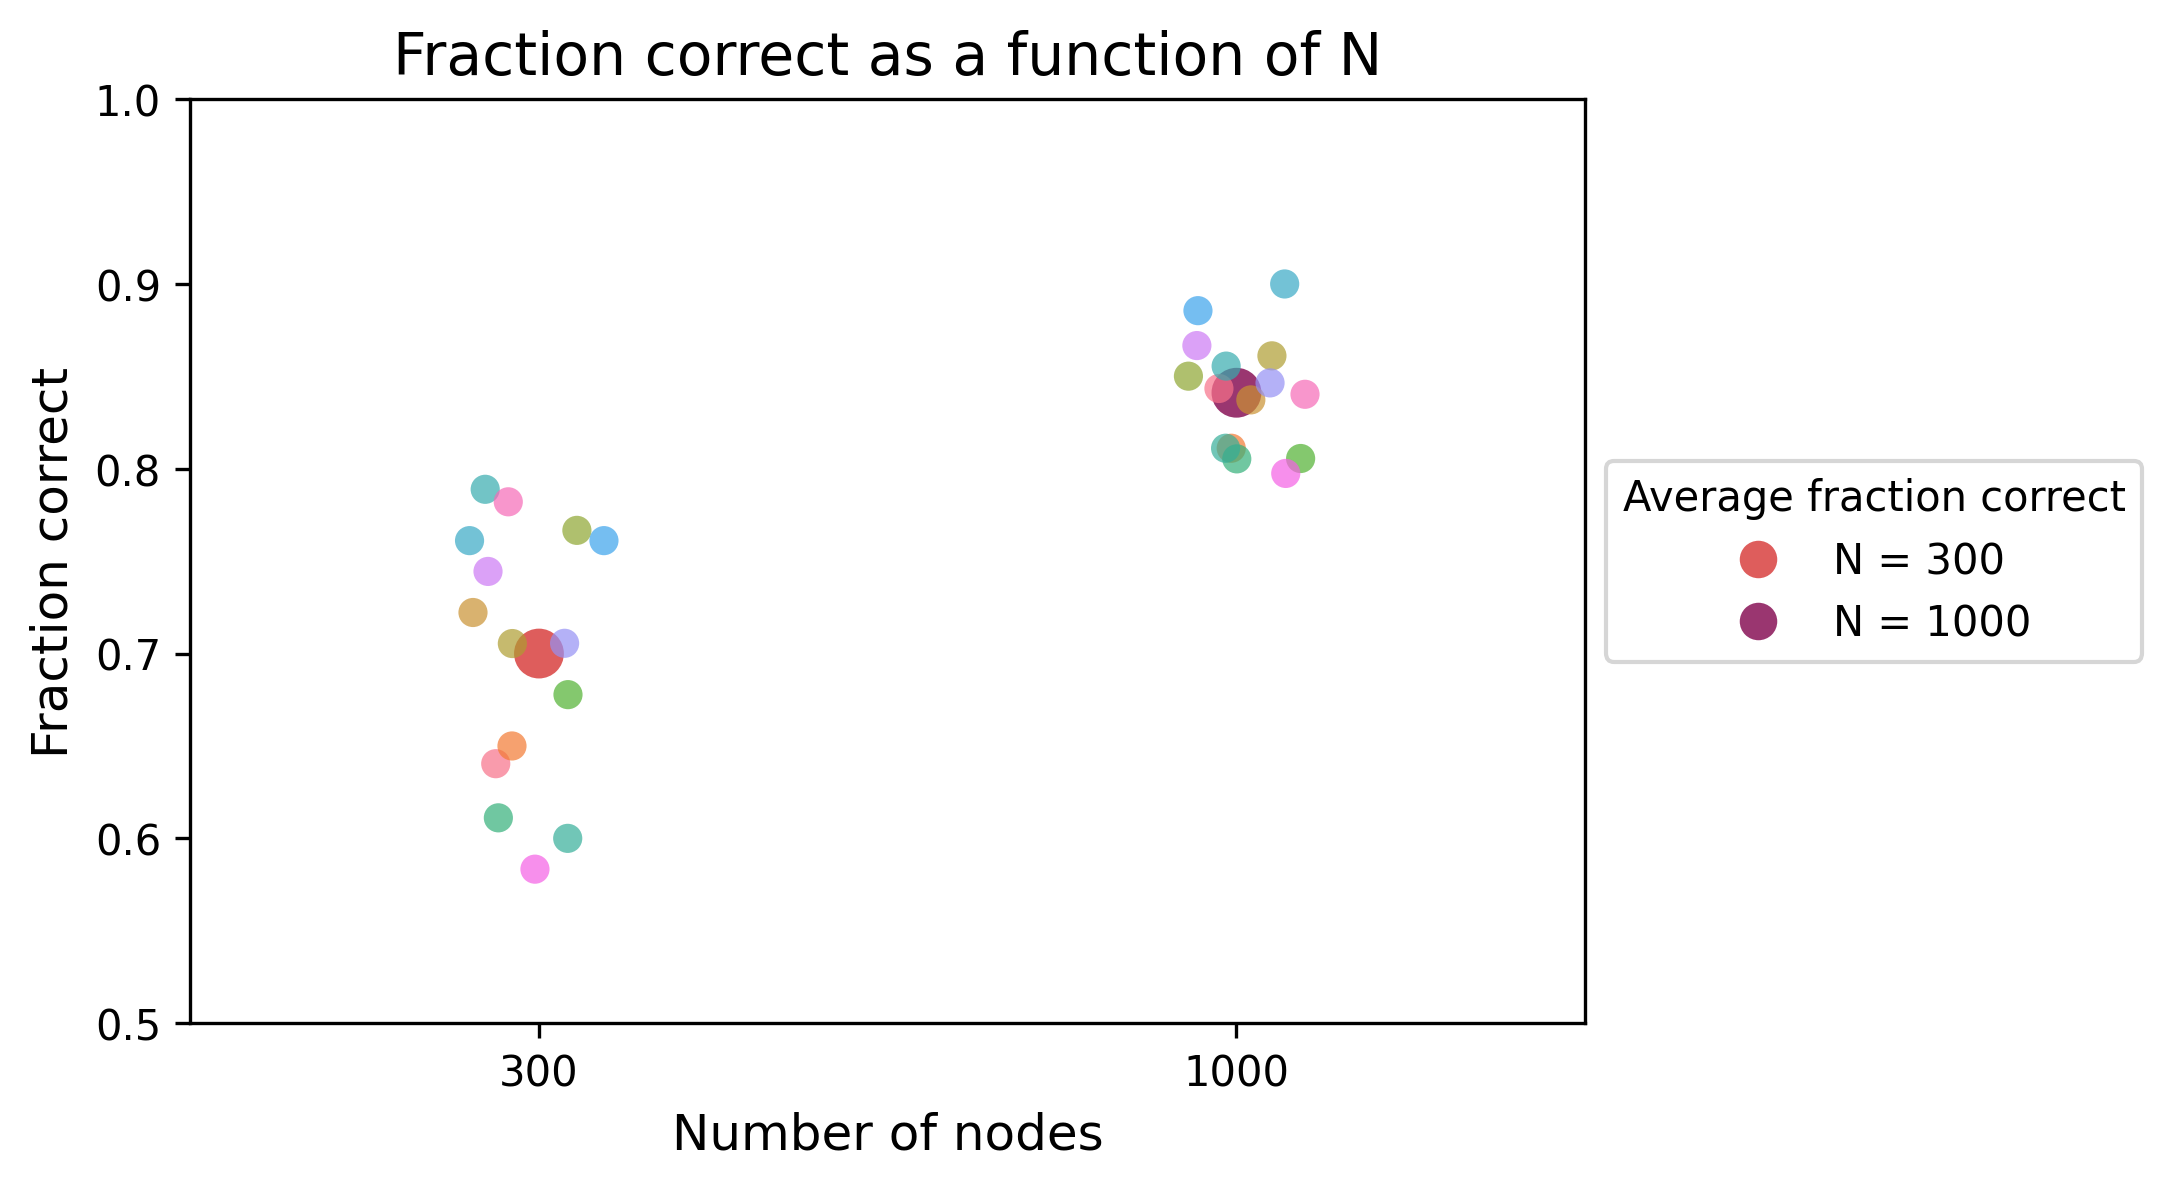 Fraction correct as a function of N
1.0
0.9
0.8
0.7
0.6
0.5
Fraction correct
300
1000
Number of nodes
Average fraction correct
N = 300
N = 1000